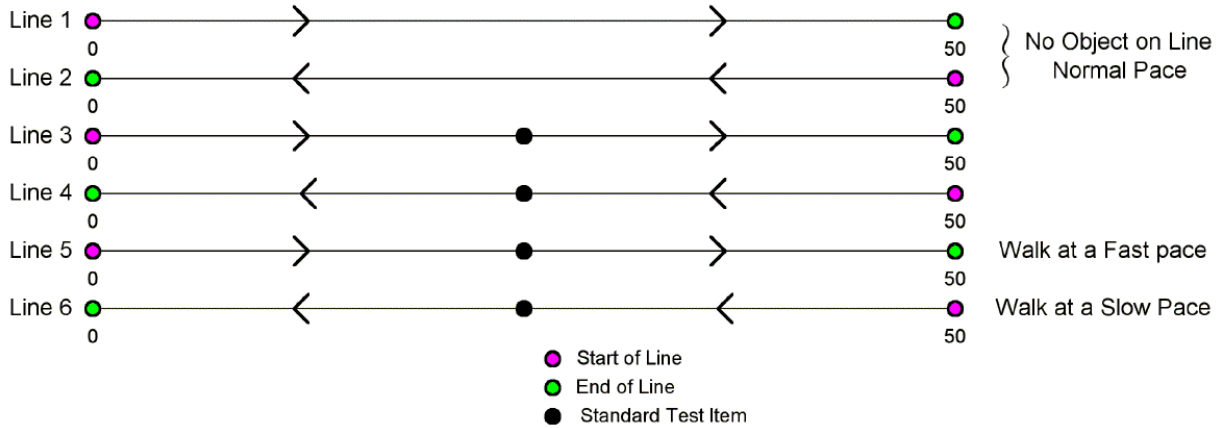 Line 1
0 50
No Object on Line
Normal Pace
Line 2
0 50
Line 3
0 50
Line 4
0 50
Line 5 Walk at a Fast pace
0 50
Line 6 Walk at a Slow Pace
0 50
Start of Line
End of Line
Standard Test Item